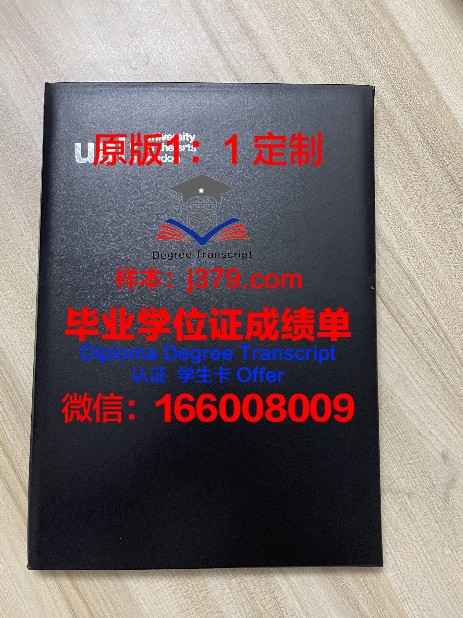 原版1：1 定制
Degree Transcript
样本：j379.com
毕业学位证成绩单
Diploma Degree Transcript
认证 学生卡 Offer
微信：166008009